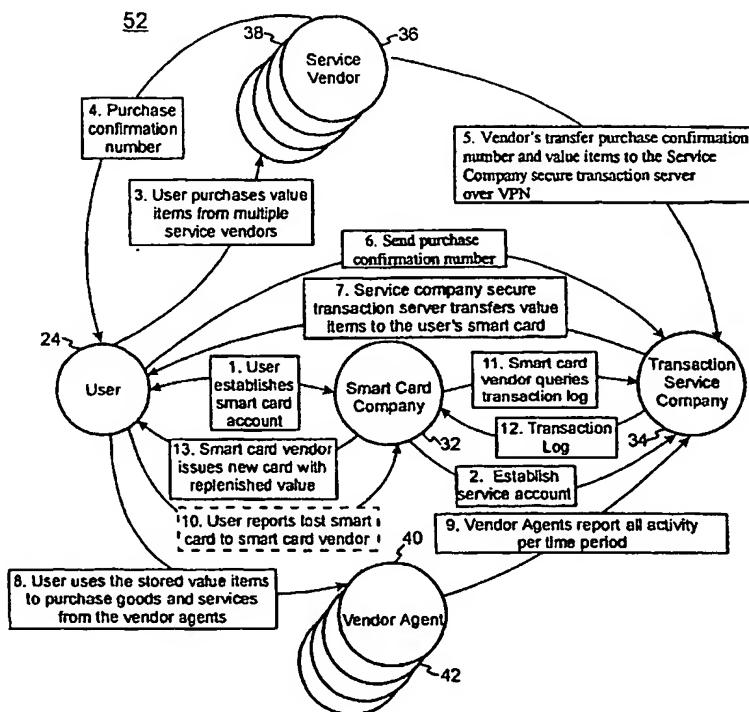 52
38
36
Service
Vendor
4. Purchase
confirmation
number
5. Vendor's transfer purchase confirmation
number and value items to the Service
Company secure transaction server
over VPN
3. User purchases value
items from multiple
service vendors
6. Send purchase
confirmation number
7. Service company secure
transaction server transfers value
items to the user's smart card
24
User
1. User
establishes
smart card
account
Smart Card
Company
32
11. Smart card
vendor queries
transaction log
Transaction
Service
Company
34
12. Transaction
Log
13. Smart card vendor
issues new card with
replenished value
2. Establish
service account
10. User reports lost smart
card to smart card vendor
9. Vendor Agents report all activity
per time period
40
8. User uses the stored value items
to purchase goods and services
from the vendor agents
Vendor Agent
42